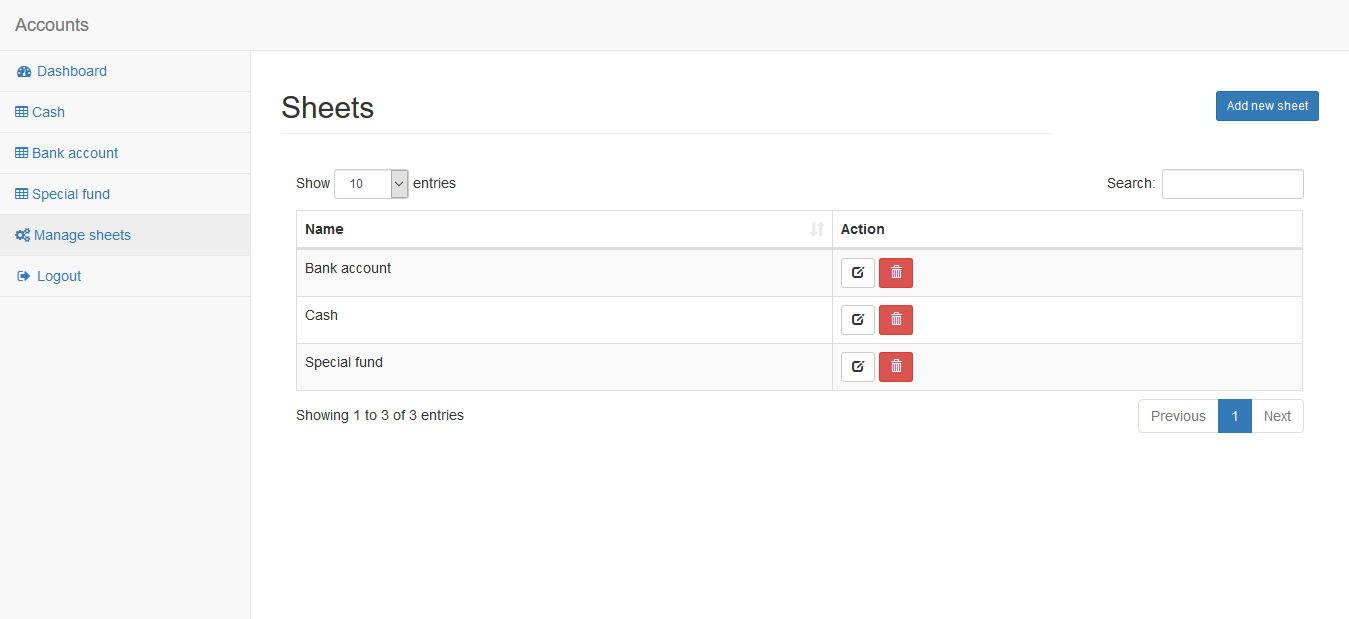 Accounts
Dashboard
Cash
Bank account
Special fund
Manage sheets
Logout
Sheets
Add new sheet
Show 10 entries
Search:
Name Action
Bank account
Cash
Special fund
Showing 1 to 3 of 3 entries
Previous 1 Next